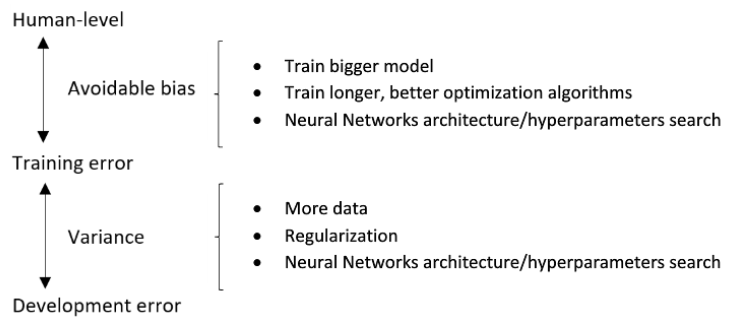 Human-level
Avoidable bias
• Train bigger model
• Train longer, better optimization algorithms
• Neural Networks architecture/hyperparameters search
Training error
Variance
• More data
• Regularization
• Neural Networks architecture/hyperparameters search
Development error